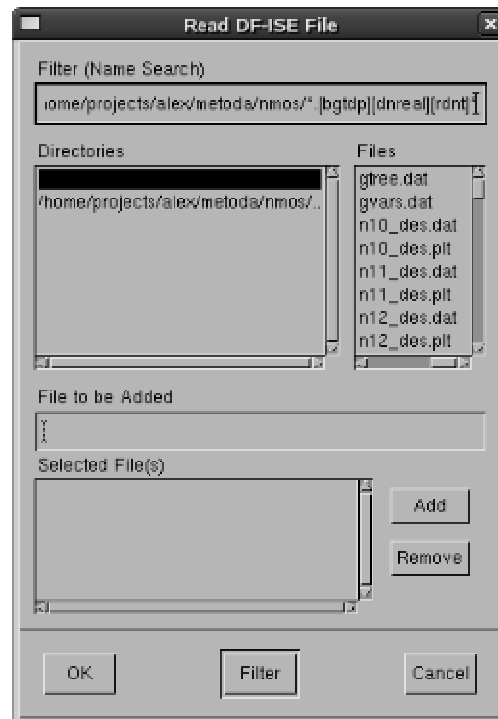 Read DF-ISE File
Filter (Name Search)
ome/projects/alex/metoda/nmos/*.[bgtdp][dnreal][rdnt]*
Directories
Files
/home/projects/alex/metoda/nmos/..
gtree.dat
gvars.dat
n10_des.dat
n10_des.plt
n11_des.dat
n11_des.plt
n12_des.dat
n12_des.plt
File to be Added
Selected File(s)
Add
Remove
OK
Filter
Cancel